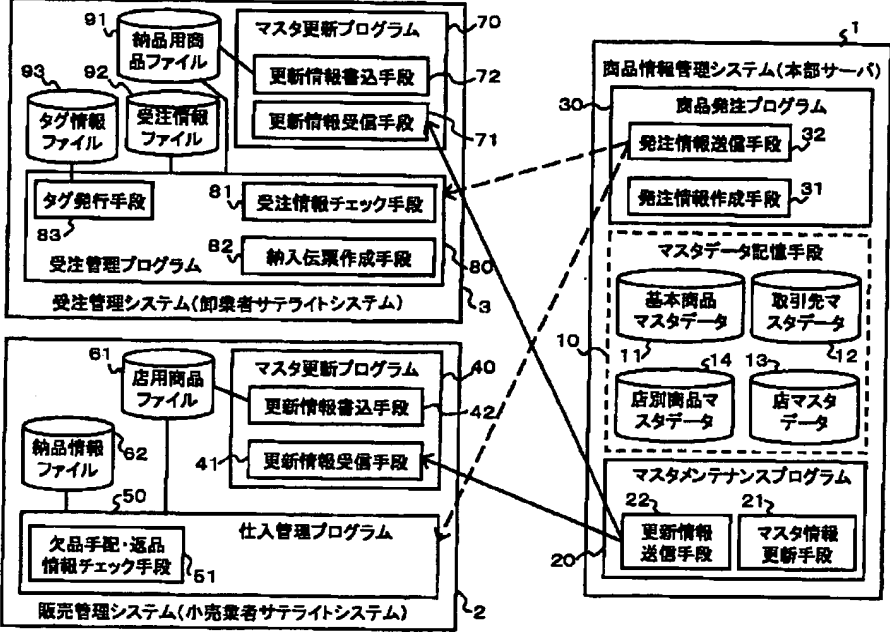 91
納品用商
品ファイル
マスタ更新プログラム
70
更新情報書込手段
72
更新情報受信手段
71
93
92
タグ情報
ファイル
受注情報
ファイル
タグ発行手段
83
81
受注情報チェック手段
82
納入伝票作成手段
80
受注管理プログラム
受注管理システム(卸業者サテライトシステム)
3
61
店用商品
ファイル
マスタ更新プログラム
40
更新情報書込手段
42
41
更新情報受信手段
納品情報
ファイル
62
50
仕入管理プログラム
欠品手配・返品
情報チェック手段
51
販売管理システム(小売業者サテライトシステム)
2
1
商品情報管理システム(本部サーバ)
30
商品発注プログラム
発注情報送信手段
32
発注情報作成手段
31
マスタデータ記憶手段
基本商品
マスタデータ
取引先マ
スタデータ
10
11
14
13
12
店別商品マ
スタデータ
店マスタ
データ
マスタメンテナンスプログラム
22
21
更新情報
送信手段
マスタ情報
更新手段
20